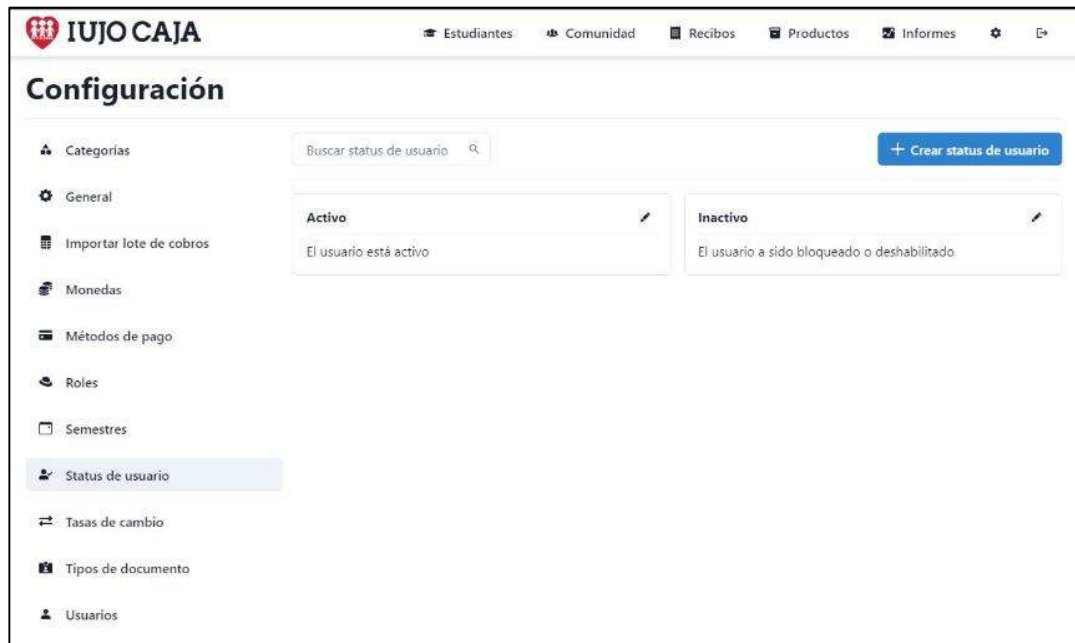 IUJO CAJA
Estudiantes Comunidad Recibos Productos Informes
Configuración
Categorías
General
Importar lote de cobros
Monedas
Métodos de pago
Roles
Semestres
Status de usuario
Tasas de cambio
Tipos de documento
Usuarios
Buscar status de usuario
+ Crear status de usuario
Activo
El usuario está activo
Inactivo
El usuario a sido bloqueado o deshabilitado